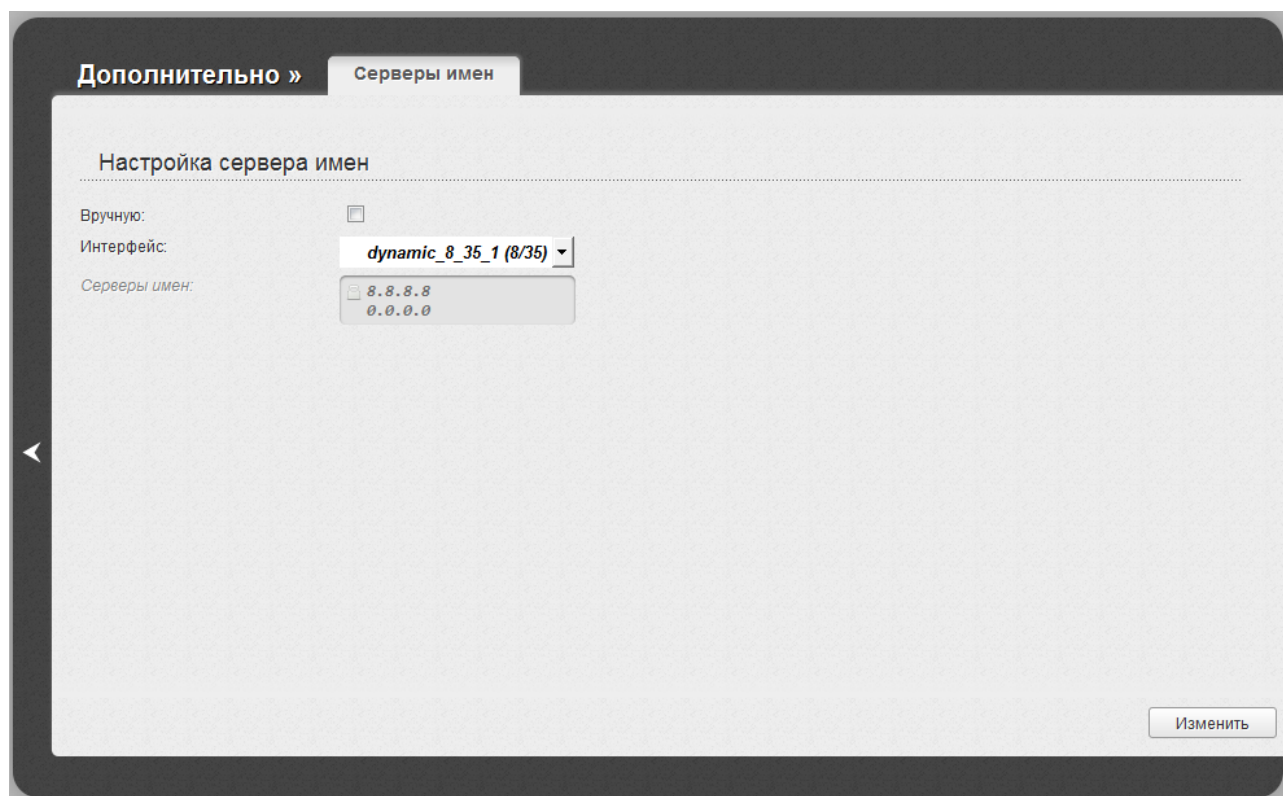 Дополнительно »
Серверы имен
Настройка сервера имен
Вручную:
Интерфейс:
dynamic_8_35_1 (8/35)
Серверы имен:
8.8.8.8
0.0.0.0
Изменить